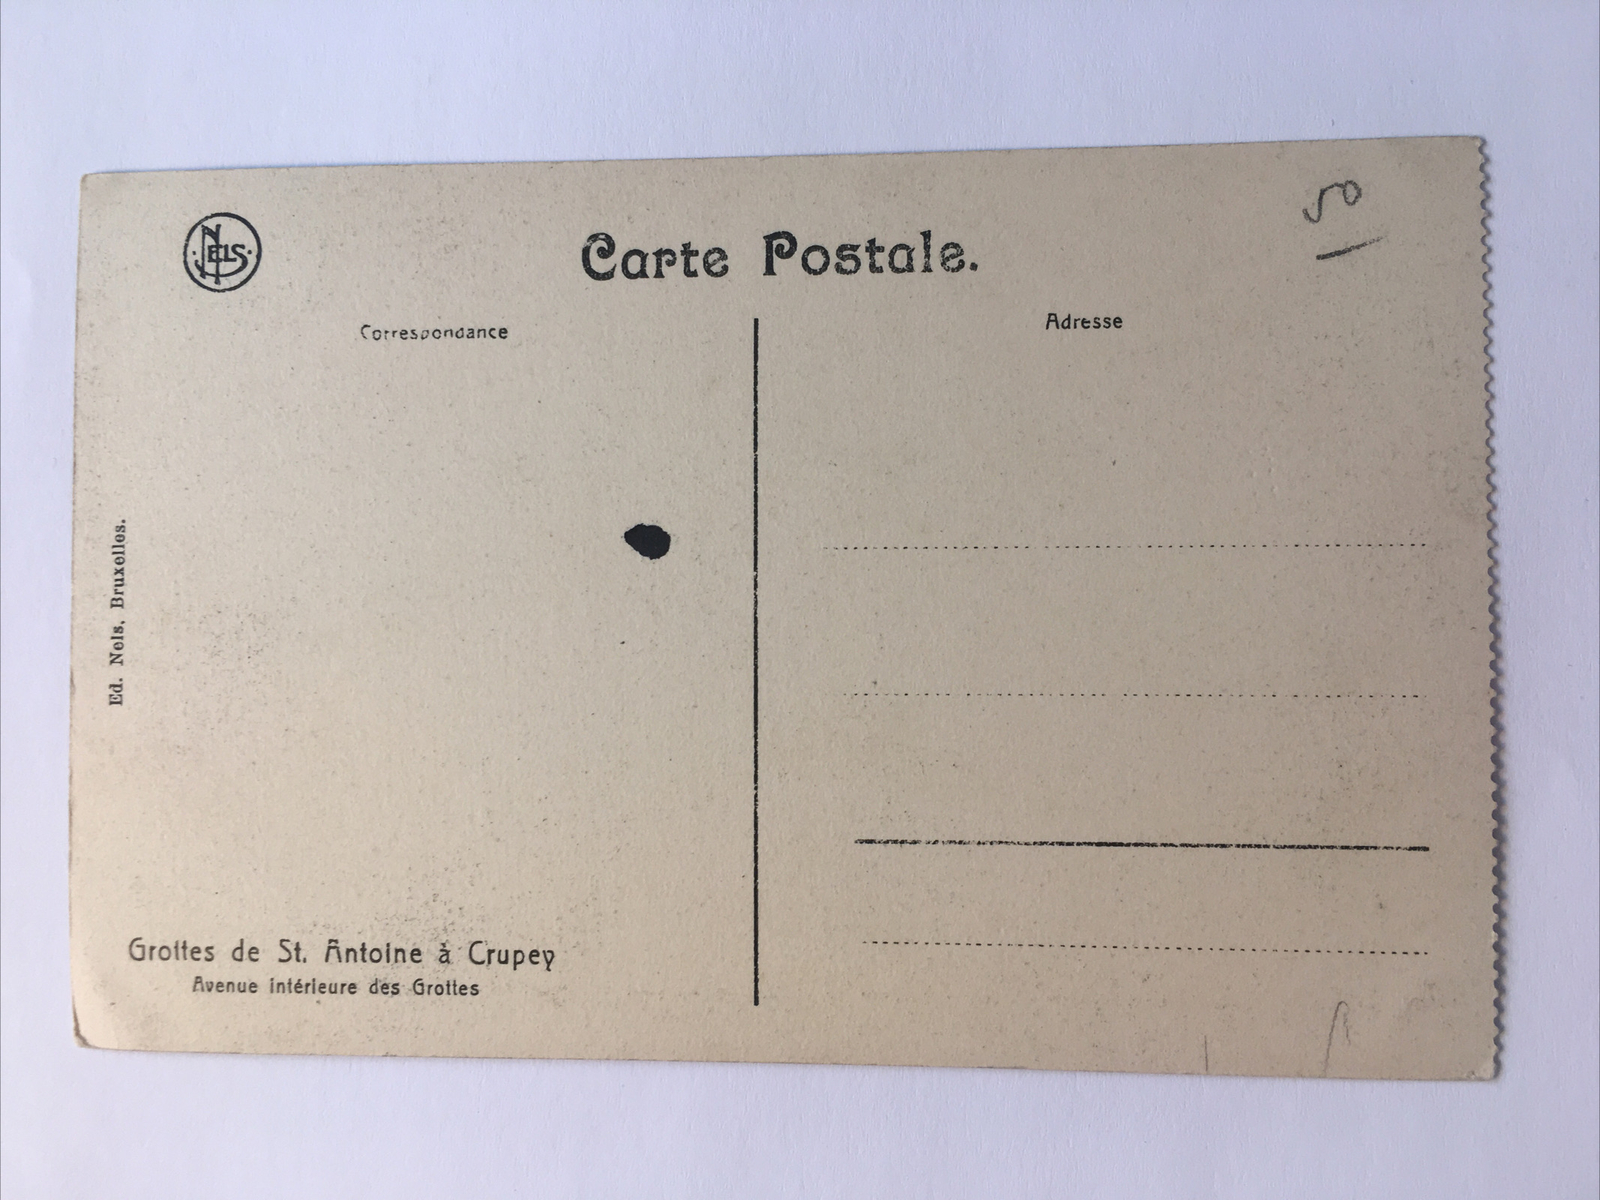 NELS
Carte Postale.
50
Correspondance
Adresse
Ed. Nels, Bruxelles.
Grottes de St. Antoine à Crupey
Avenue intérieure des Grottes